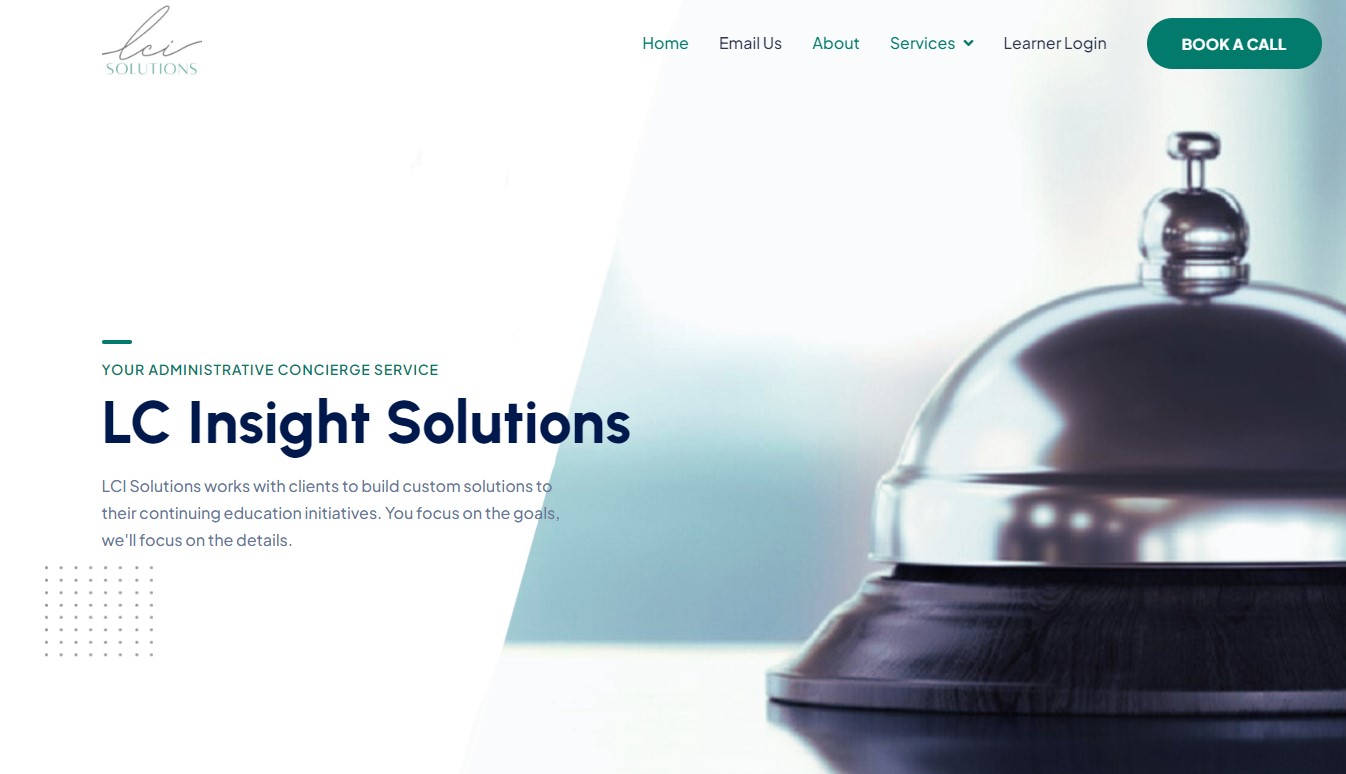 lci
SOLUTIONS
Home
Email Us
About
Services
Learner Login
BOOK A CALL
YOUR ADMINISTRATIVE CONCIERGE SERVICE
LC Insight Solutions
LCI Solutions works with clients to build custom solutions to
their continuing education initiatives. You focus on the goals,
we'll focus on the details.